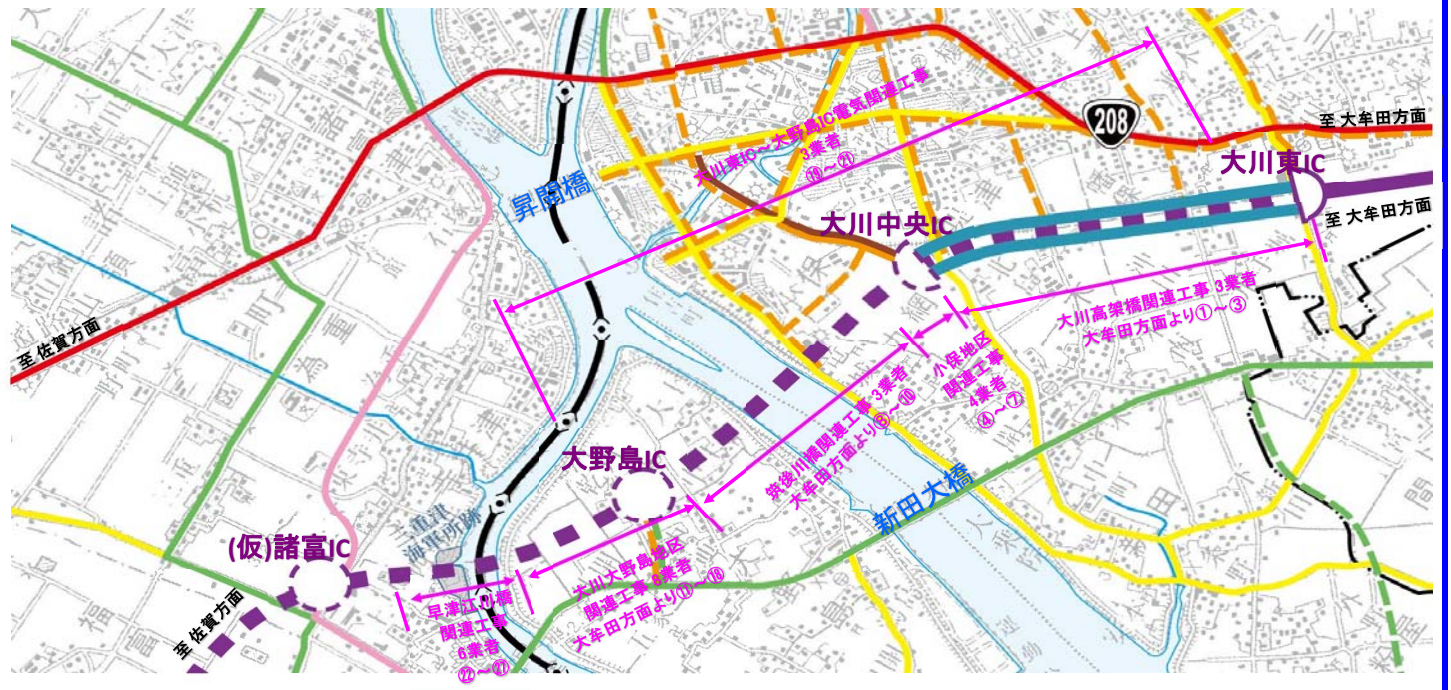 208
至 大牟田方面
大川東IC
至 大牟田方面
大川東IC～大野島IC電気関連工事
3業者
⑲～㉑
昇開橋
大川中央IC
大川高架橋関連工事 3業者
大牟田方面より①～③
至 佐賀方面
小保地区
関連工事
4業者
④～⑦
筑後川橋関連工事 3業者
大牟田方面より⑧～⑩
大野島IC
新田大橋
三重津
海軍所跡
(仮)諸富IC
大川大野島地区
関連工事 8業者
大牟田方面より⑪～⑱
早津江川橋
関連工事
6業者
㉒～㉗
至 佐賀方面